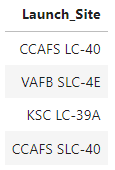 Launch_Site
CCAFS LC-40
VAFB SLC-4E
KSC LC-39A
CCAFS SLC-40